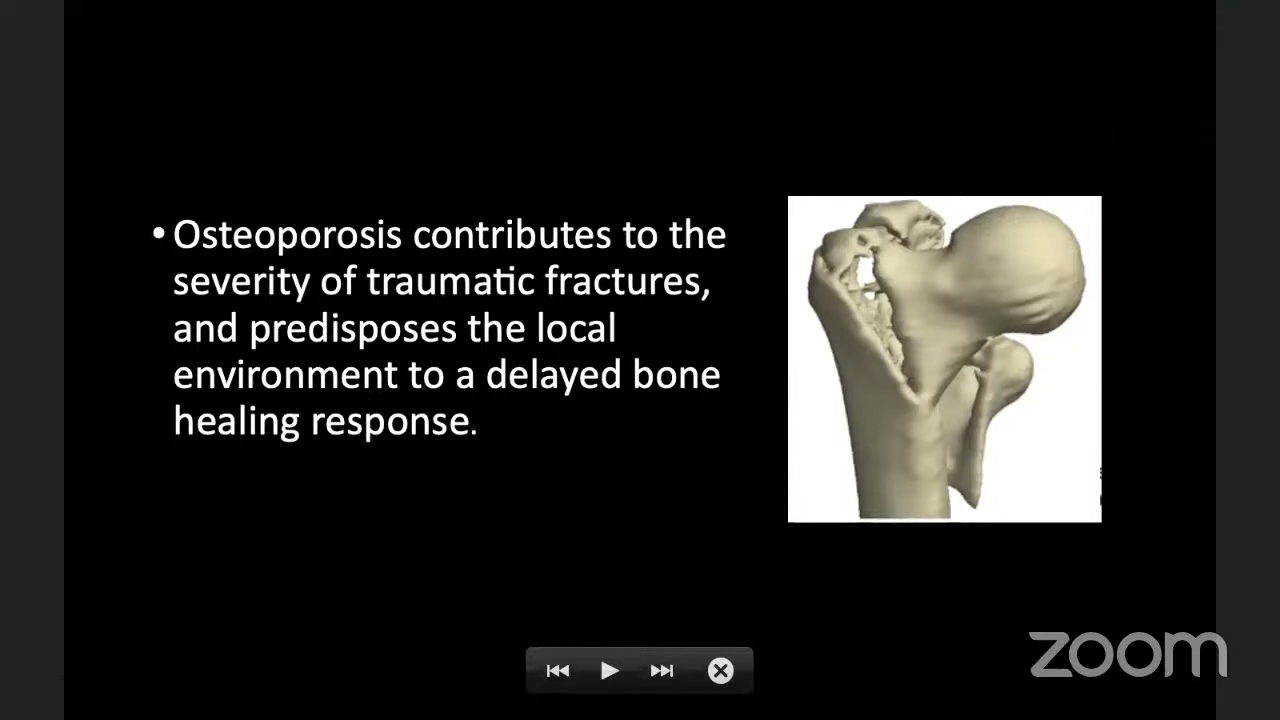 • Osteoporosis contributes to the
severity of traumatic fractures,
and predisposes the local
environment to a delayed bone
healing response.
zoom